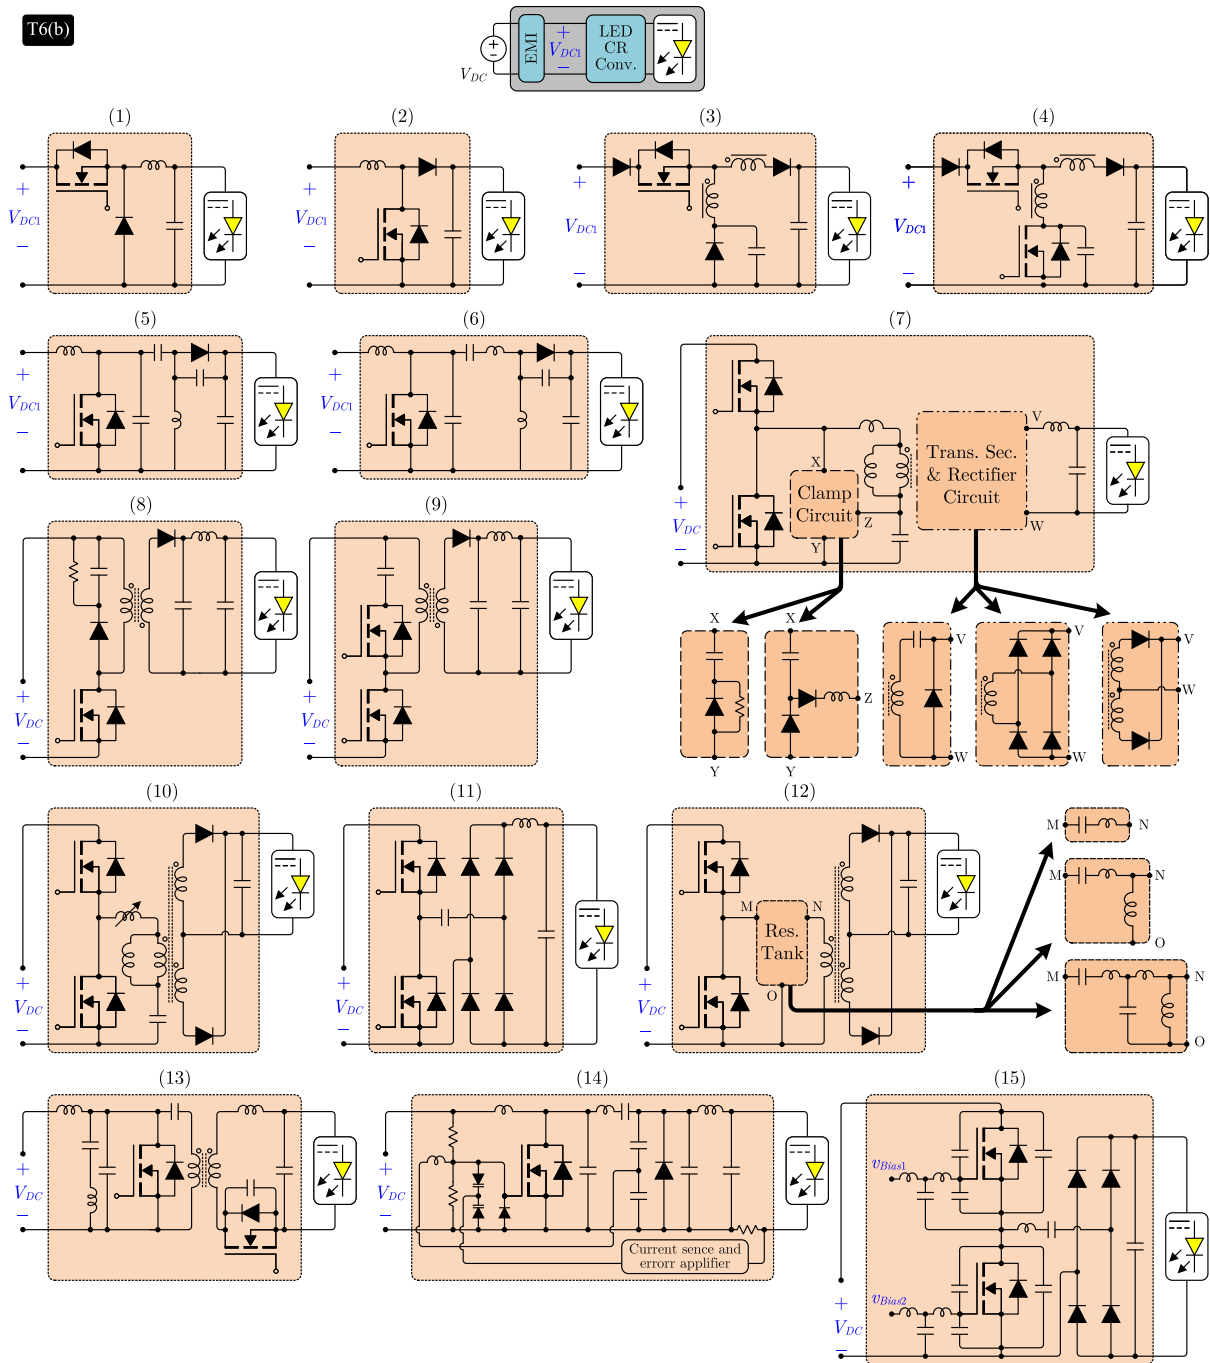 T6(b)
EMI
+
V_DC1
−
LED
CR
Conv.
V_DC
(1)
(2)
(3)
(4)
+
V_DC1
−
+
V_DC1
−
+
V_DC1
−
+
V_DC1
−
(5)
(6)
(7)
+
V_DC1
−
+
V_DC1
−
+
V_DC
−
X
Clamp
Circuit
Z
Y
Trans. Sec.
& Rectifier
Circuit
V
W
X
Y
X
Z
Y
V
W
V
W
V
W
(8)
(9)
+
V_DC
−
+
V_DC
−
(10)
(11)
(12)
+
V_DC
−
+
V_DC
−
+
V_DC
−
M
N
Res.
Tank
O
M
N
M
N
O
M
N
O
(13)
(14)
(15)
+
V_DC
−
+
V_DC
−
Current sence and
errorr applifier
v_Bias1
v_Bias2
+
V_DC
−